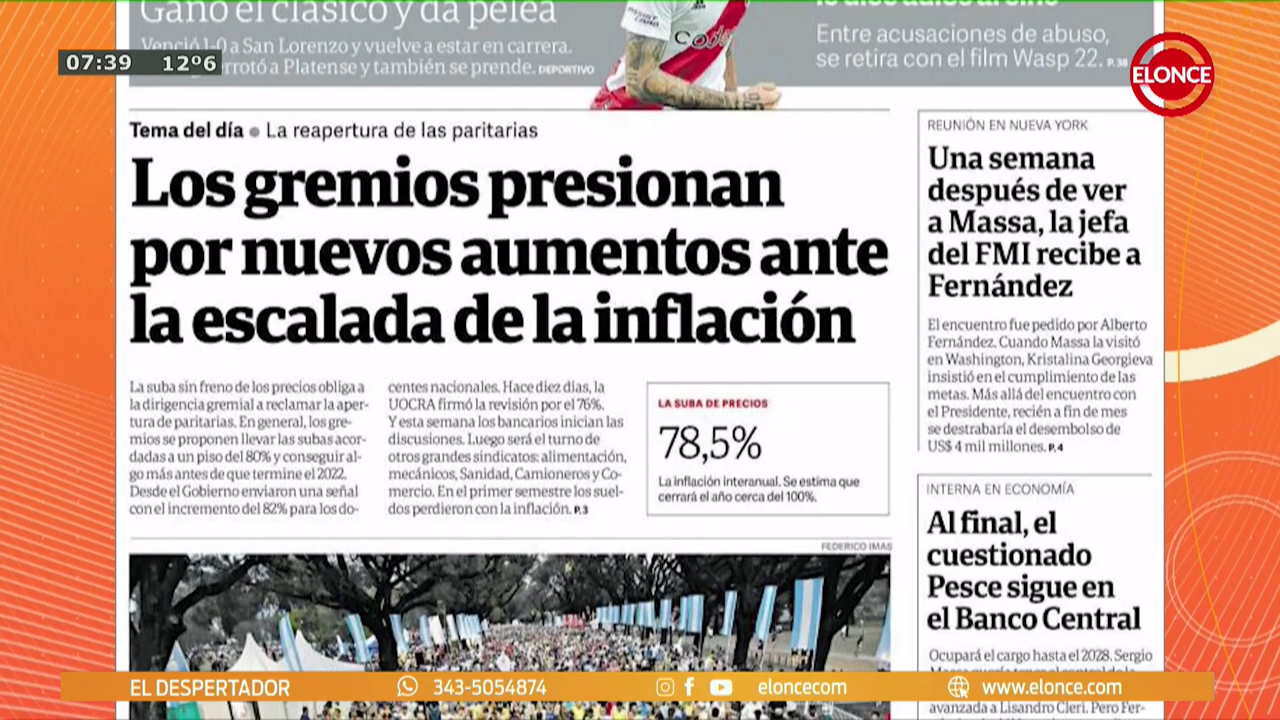 Ganó el clásico y da pelea
Venció 1-0 a San Lorenzo y vuelve a estar en carrera.
rrotó a Platense y también se prende. DEPORTIVO
Entre acusaciones de abuso,
se retira con el film Wasp 22. P.38
07:39 12º6
ELONCE
Tema del día • La reapertura de las paritarias
Los gremios presionan
por nuevos aumentos ante
la escalada de la inflación
La suba sin freno de los precios obliga a
la dirigencia gremial a reclamar la aper-
tura de paritarias. En general, los gre-
mios se proponen llevar las subas acor-
dadas a un piso del 80% y conseguir al-
go más antes de que termine el 2022.
Desde el Gobierno enviaron una señal
con el incremento del 82% para los do-
centes nacionales. Hace diez días, la
UOCRA firmó la revisión por el 76%.
Y esta semana los bancarios inician las
discusiones. Luego será el turno de
otros grandes sindicatos: alimentación,
mecánicos, Sanidad, Camioneros y Co-
mercio. En el primer semestre los suel-
dos perdieron con la inflación. P.3
LA SUBA DE PRECIOS
78,5%
La inflación interanual. Se estima que
cerrará el año cerca del 100%.
FEDERICO IMAS
REUNIÓN EN NUEVA YORK
Una semana
después de ver
a Massa, la jefa
del FMI recibe a
Fernández
El encuentro fue pedido por Alberto
Fernández. Cuando Massa la visitó
en Washington, Kristalina Georgieva
insistió en el cumplimiento de las
metas. Más allá del encuentro con
el Presidente, recién a fin de mes
se destrabaría el desembolso de
US$ 4 mil millones. P.4
INTERNA EN ECONOMÍA
Al final, el
cuestionado
Pesce sigue en
el Banco Central
Ocupará el cargo hasta el 2028. Sergio
avanzada a Lisandro Cleri. Pero Fer-
EL DESPERTADOR 343-5054874 eloncecom www.elonce.com